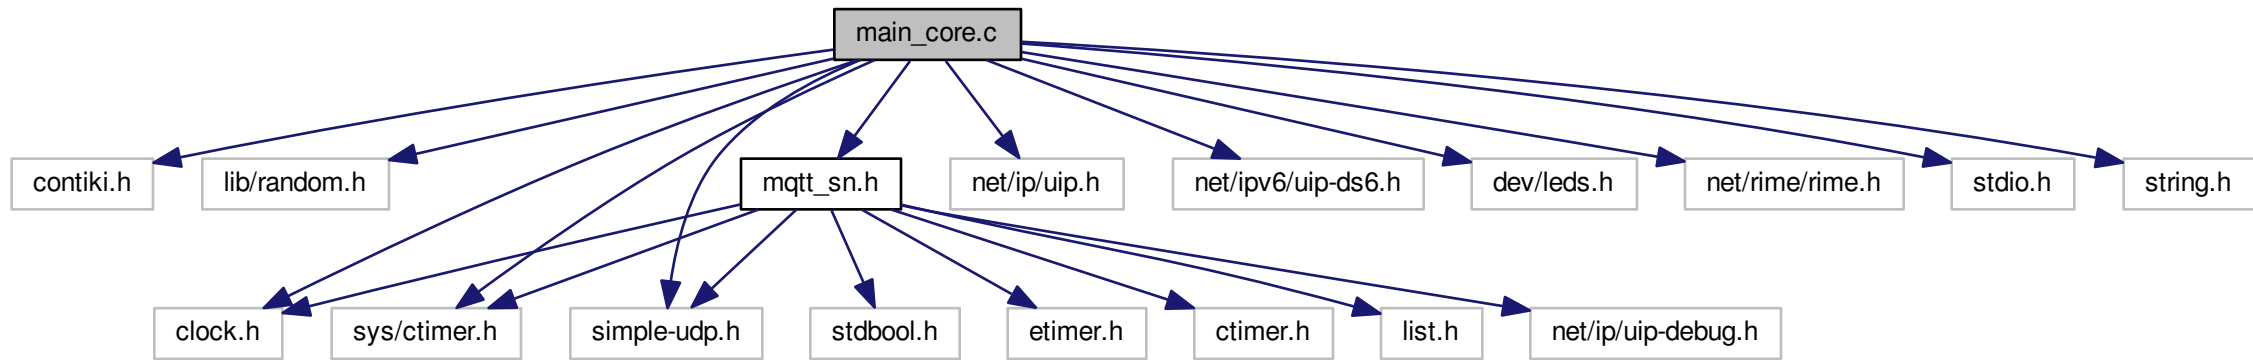 main_core.c
contiki.h
lib/random.h
mqtt_sn.h
net/ip/uip.h
net/ipv6/uip-ds6.h
dev/leds.h
net/rime/rime.h
stdio.h
string.h
clock.h
sys/ctimer.h
simple-udp.h
stdbool.h
etimer.h
ctimer.h
list.h
net/ip/uip-debug.h